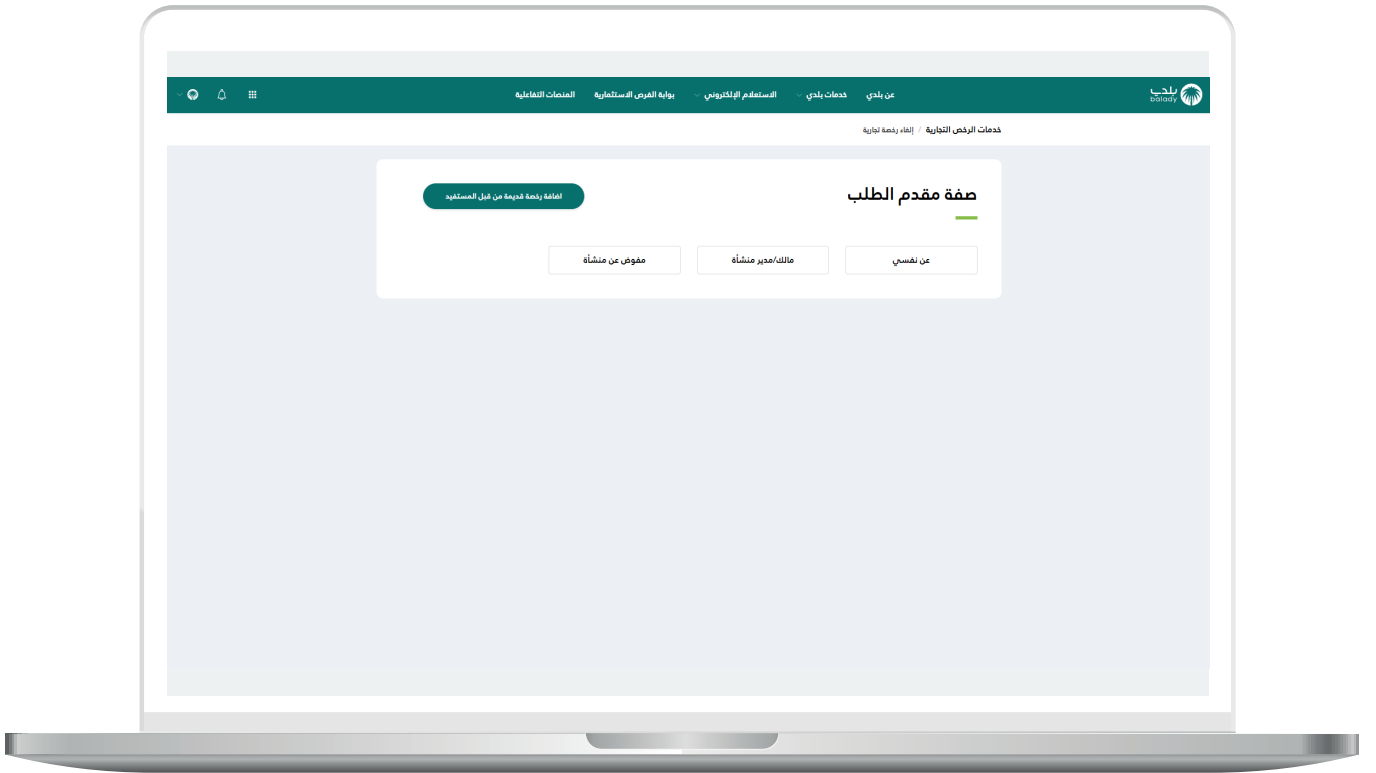 بلدي
balady
عن بلدي
خدمات بلدي
الاستعلام الإلكتروني
بوابة الفرص الاستثمارية
المنصات التفاعلية
خدمات الرخص التجارية / إلغاء رخصة تجارية
صفة مقدم الطلب
اضافة رخصة قديمة من قبل المستفيد
عن نفسي
مالك/مدير منشأة
مفوض عن منشأة